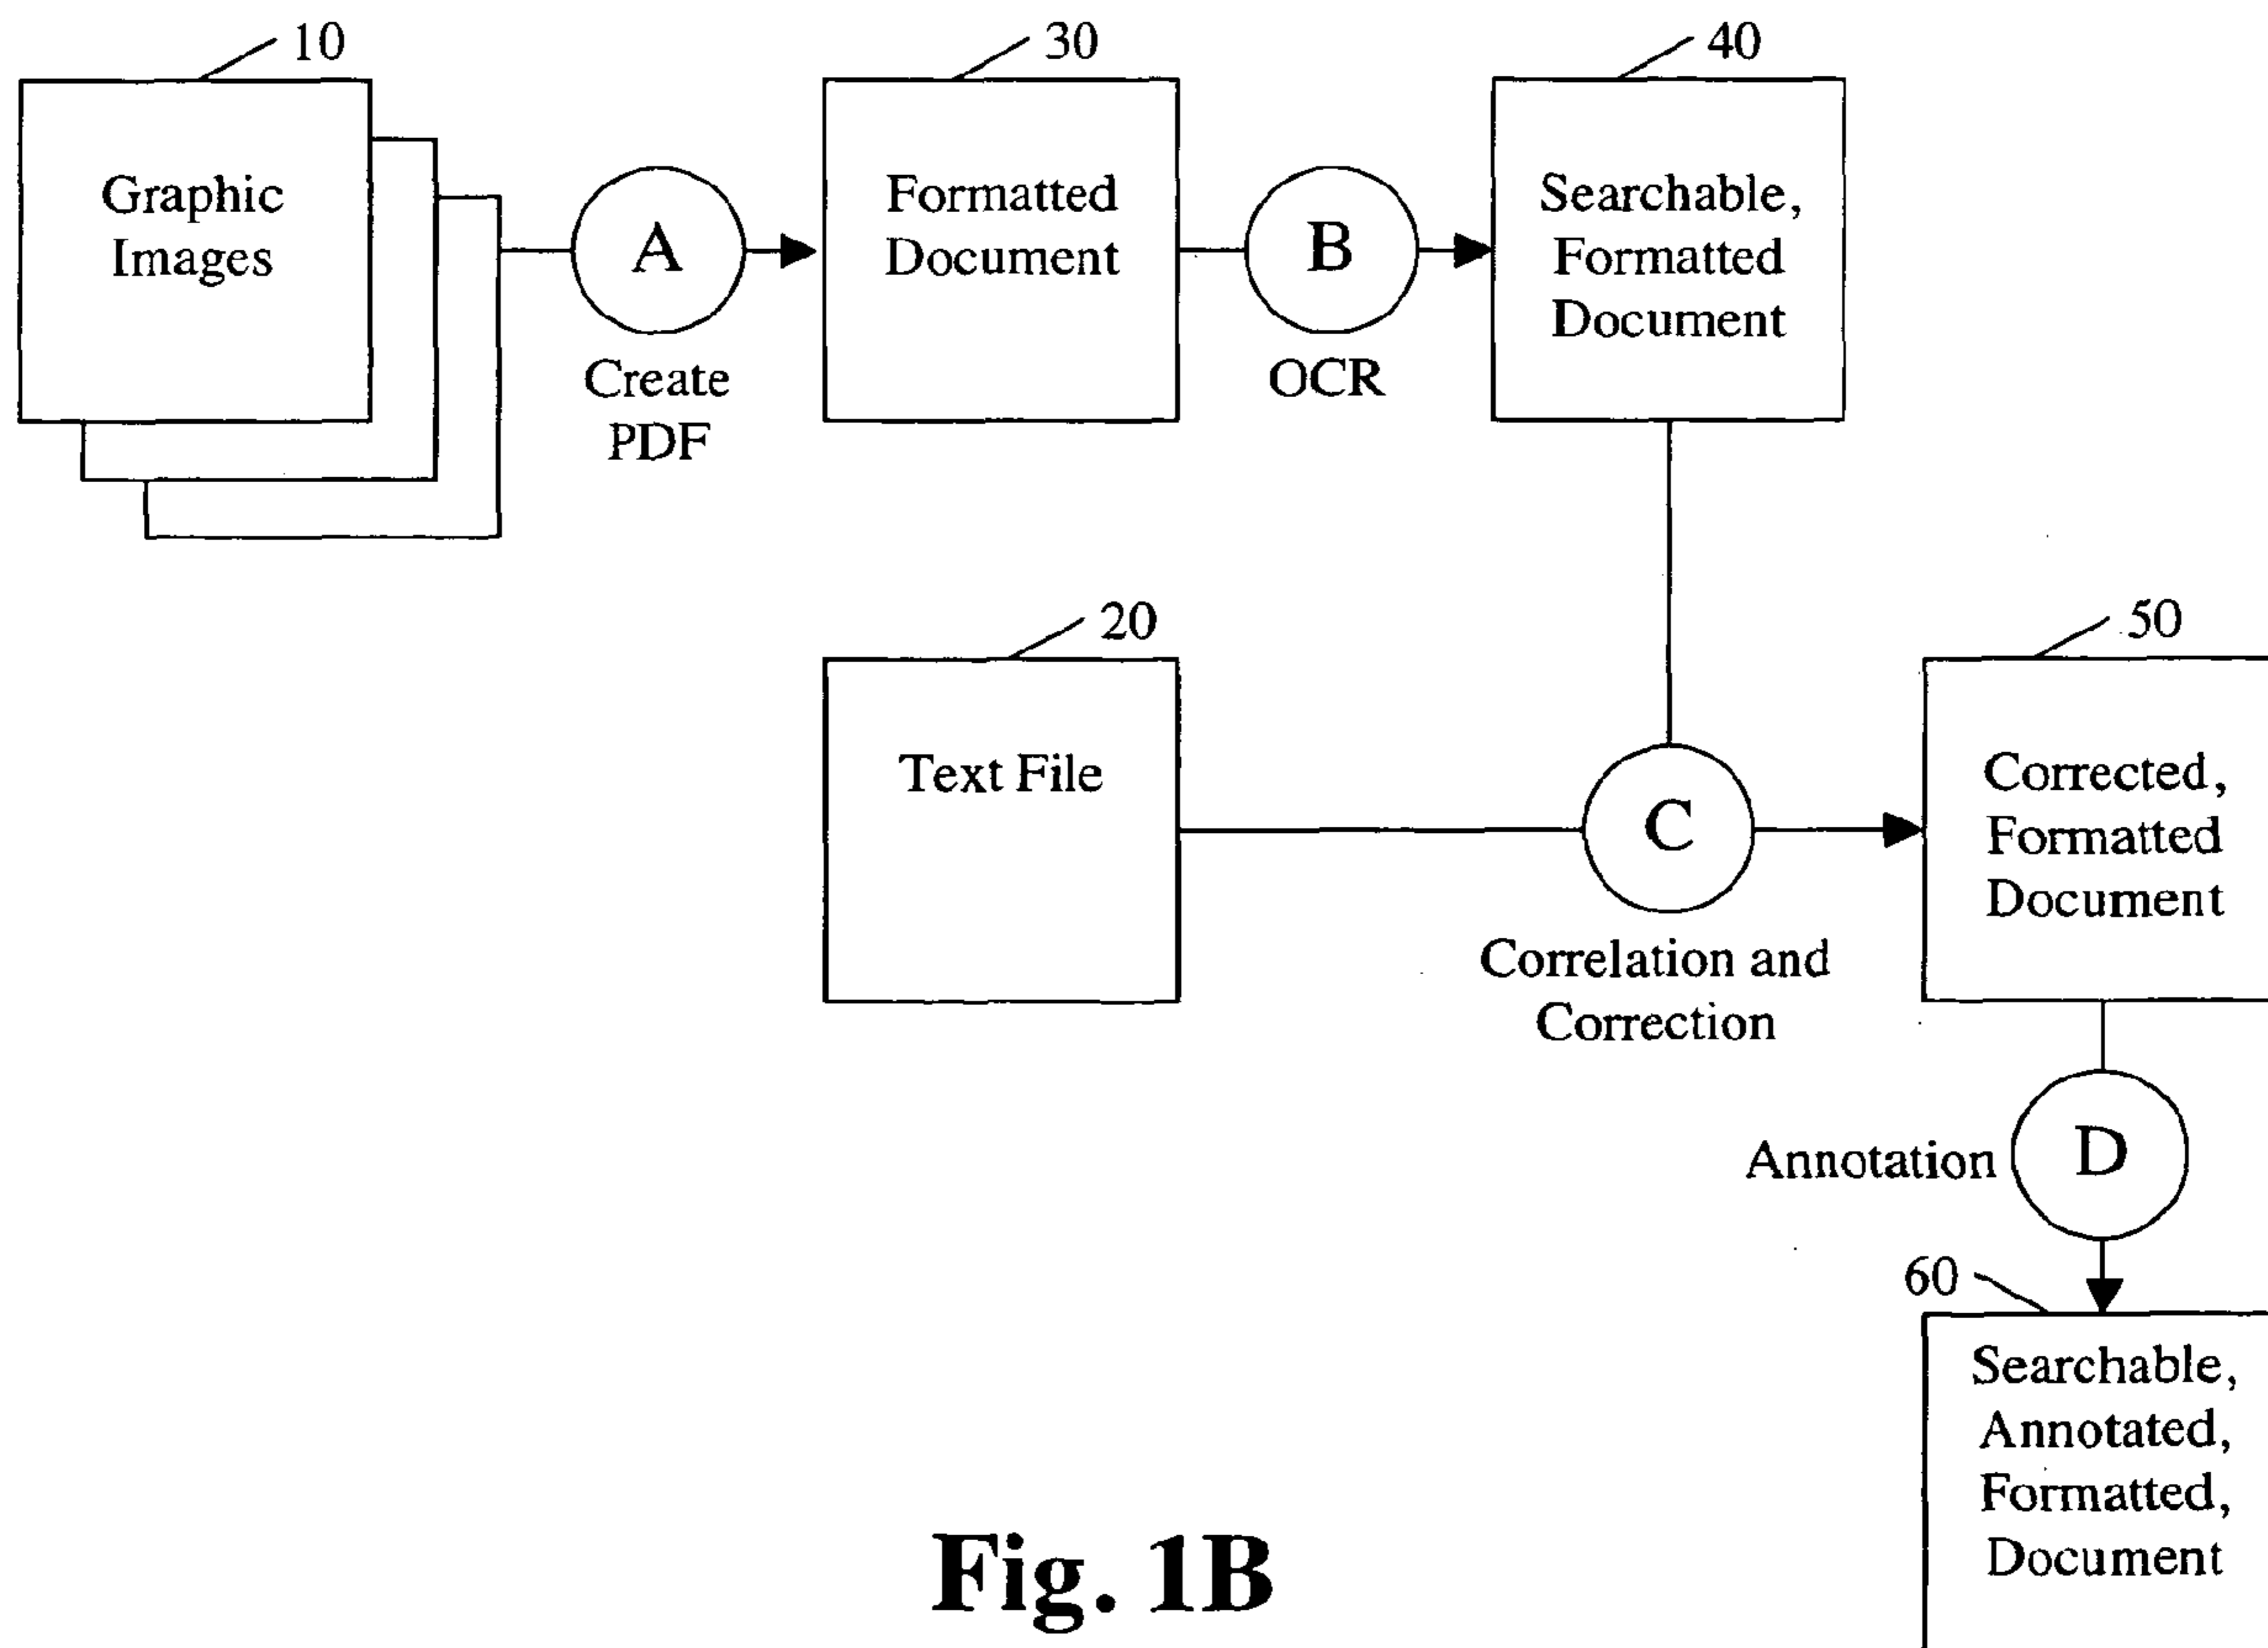 10
Graphic
Images
A
Create
PDF
30
Formatted
Document
B
OCR
40
Searchable,
Formatted
Document
20
Text File
C
Correlation and
Correction
50
Corrected,
Formatted
Document
D
Annotation
60
Searchable,
Annotated,
Formatted,
Document
Fig. 1B